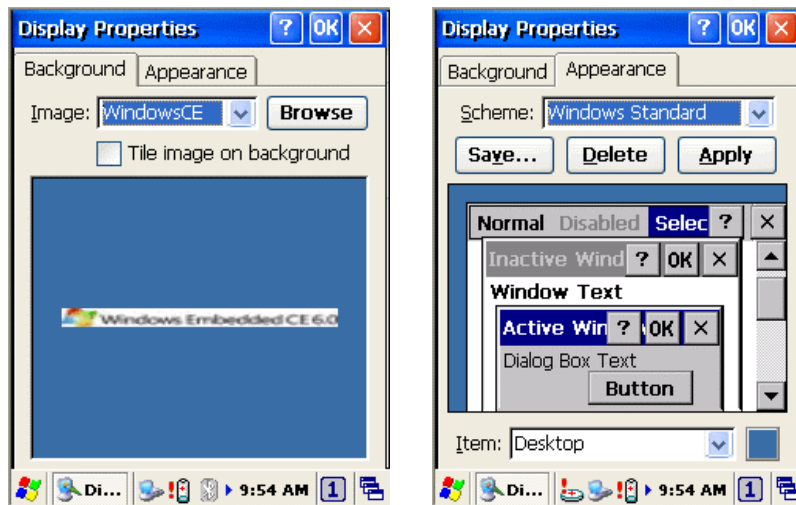 Display Properties ? OK
Background Appearance
Image: WindowsCE Browse
Tile image on background
Windows Embedded CE 6.0
Di... 9:54 AM 1
Display Properties ? OK
Background Appearance
Scheme: Windows Standard
Save... Delete Apply
Normal Disabled Selec ?
Inactive Wind ? OK
Window Text
Active Win ? OK
Dialog Box Text
Button
Item: Desktop
Di... 9:54 AM 1